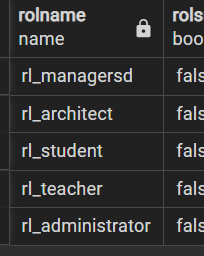 rolname rols
name boo
rl_managersd fals
rl_architect fals
rl_student fals
rl_teacher fals
rl_administrator fals